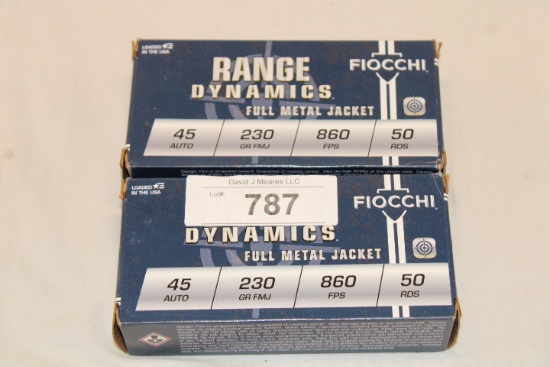 LOADED
IN THE USA
RANGE
DYNAMICS
FULL METAL JACKET
FIOCCHI
45
AUTO
230
GR FMJ
860
FPS
50
RDS
LOADED
IN THE USA
David J Meares LLC
Lot#:
787
DYNAMICS
FULL METAL JACKET
FIOCCHI
45
AUTO
230
GR FMJ
860
FPS
50
RDS